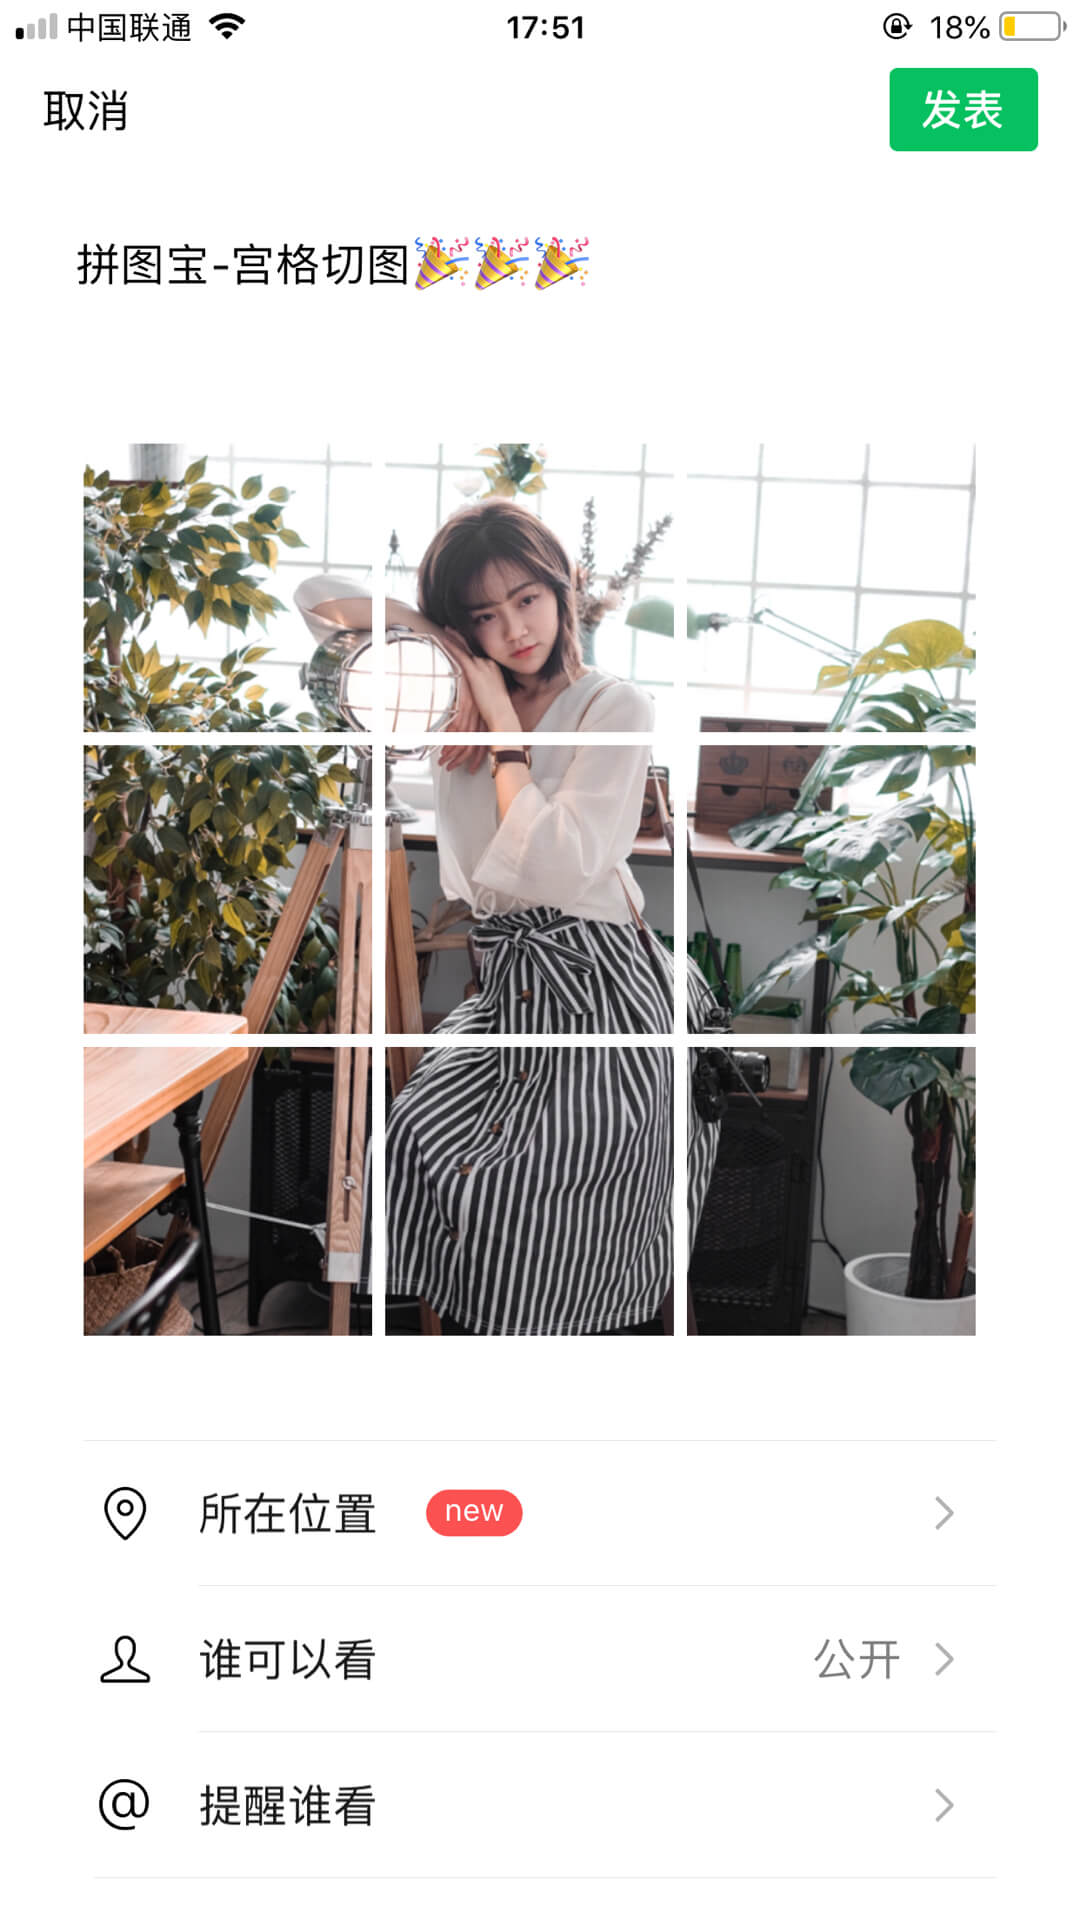 中国联通 17:51 18%
取消 发表
拼图宝-宫格切图🎉🎉🎉
所在位置 new
谁可以看 公开
@ 提醒谁看